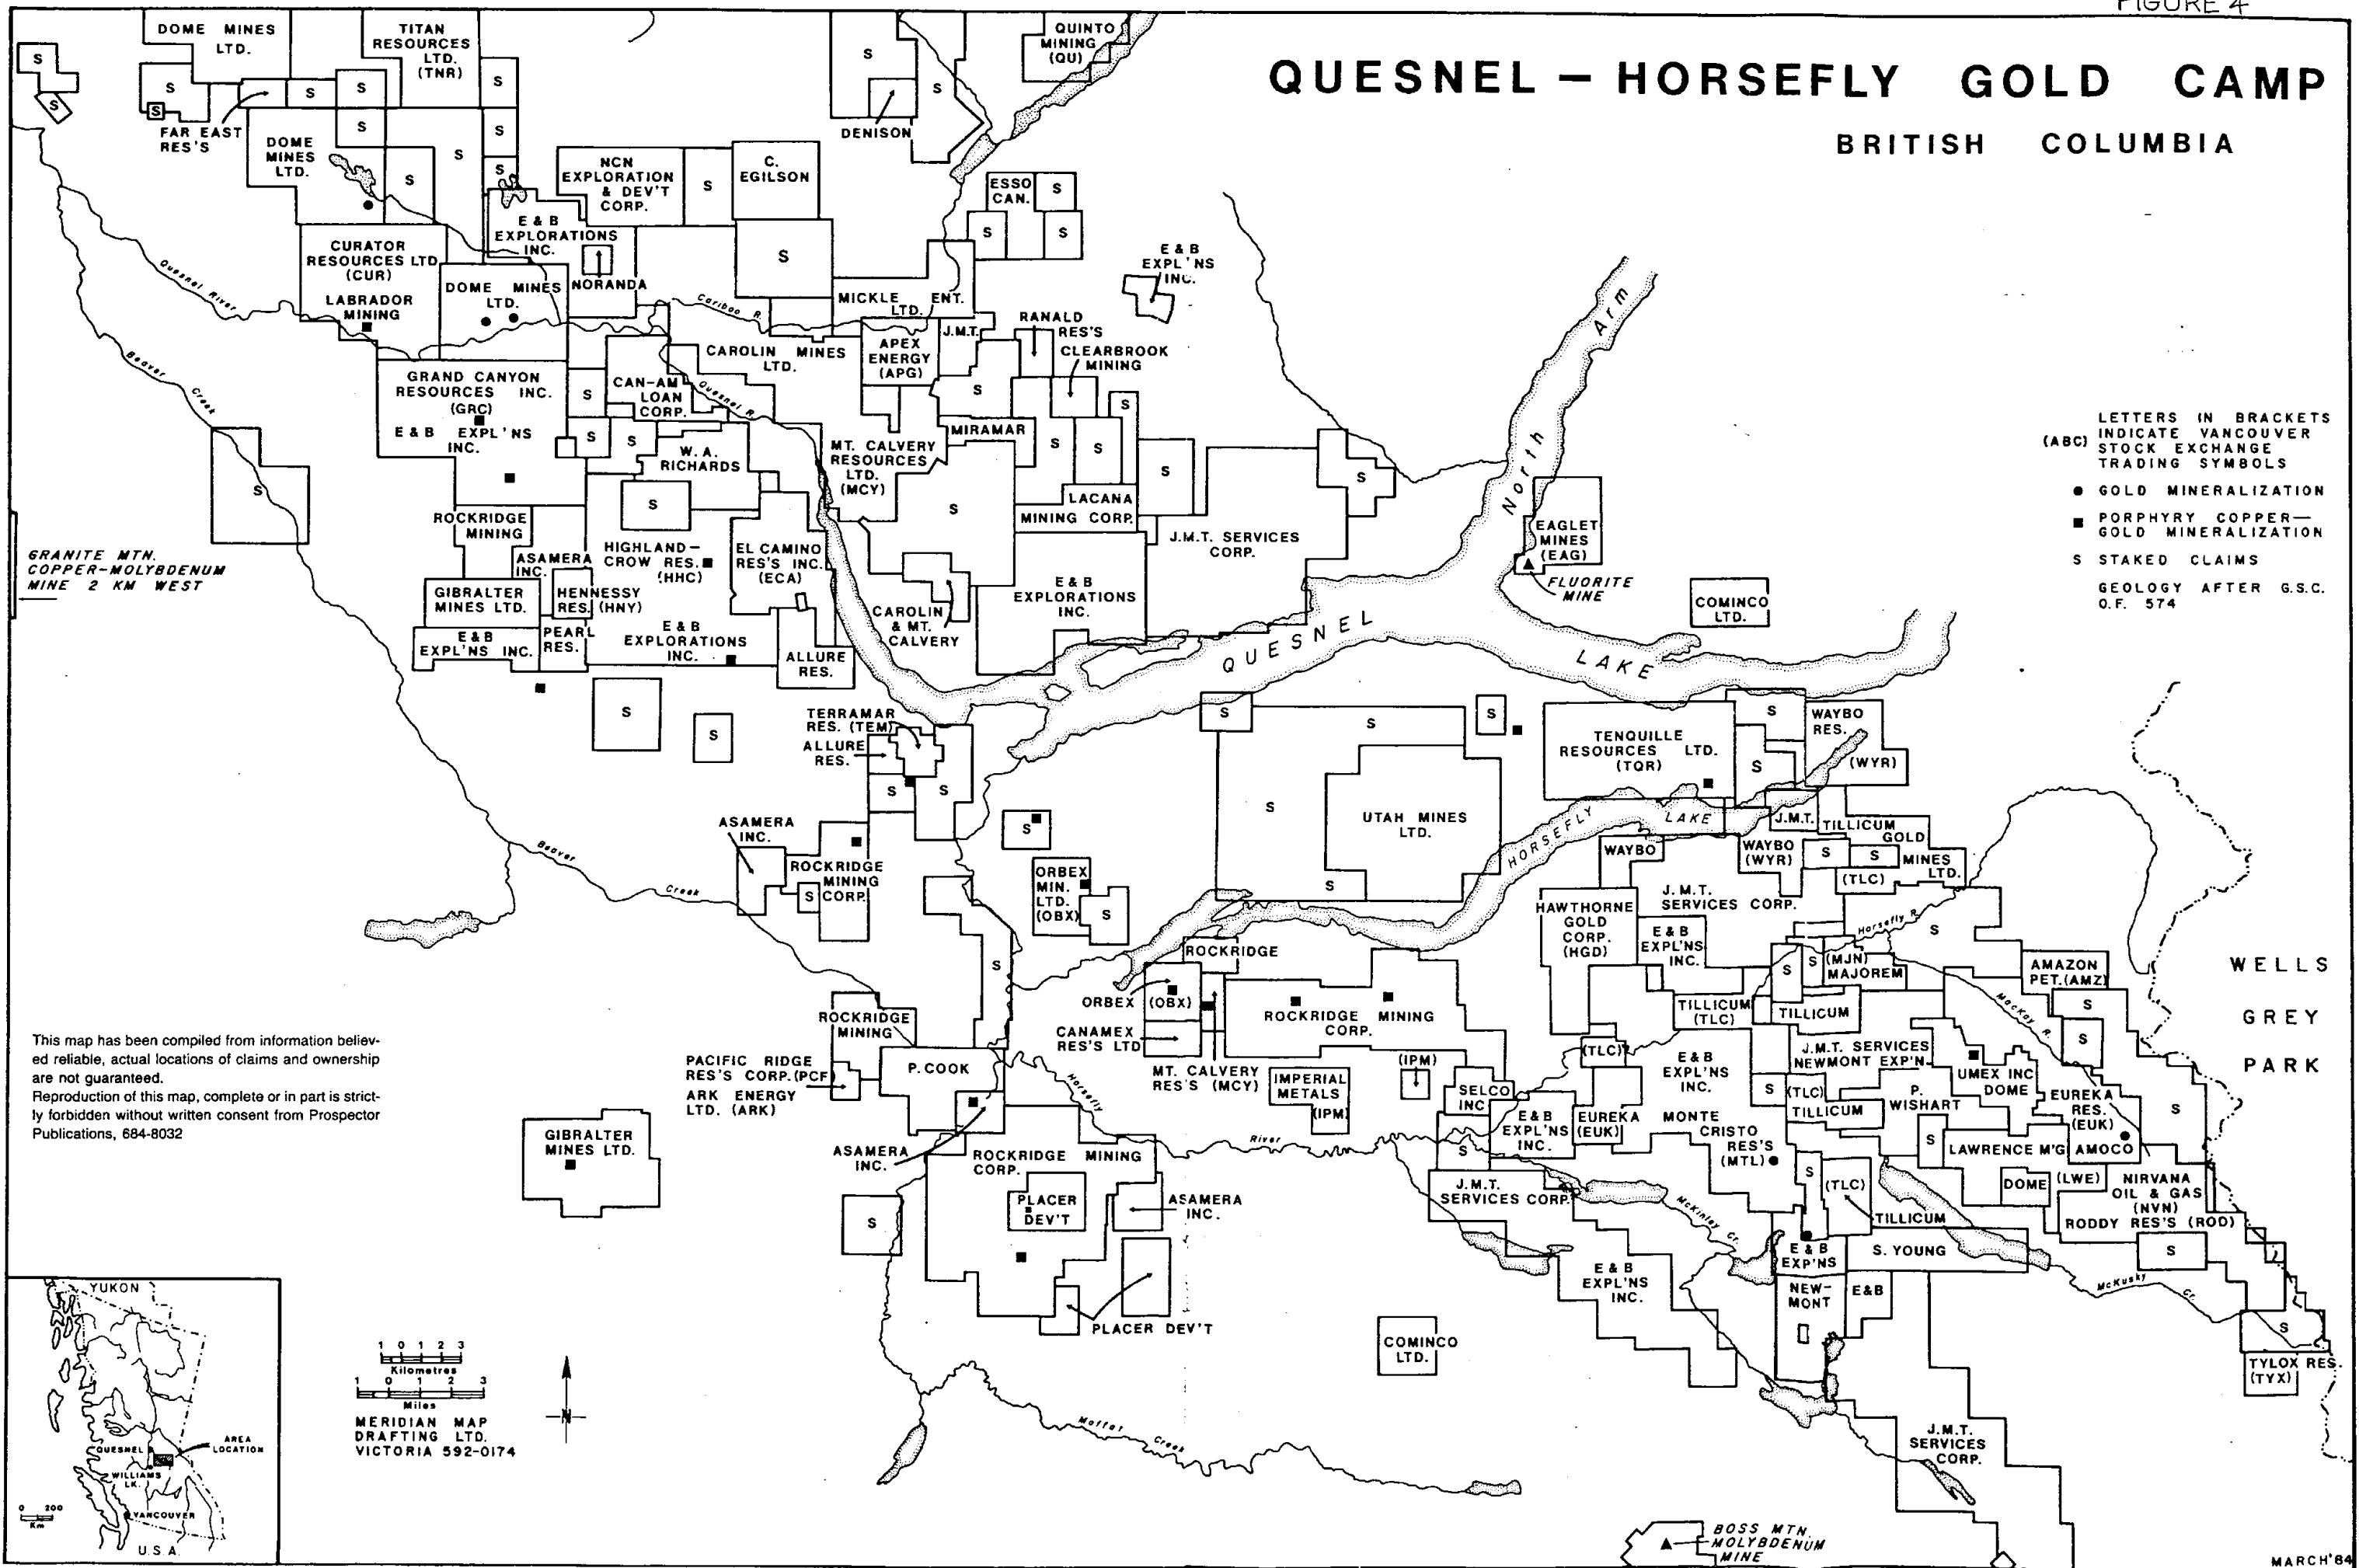 FIGURE 4
QUESNEL — HORSEFLY GOLD CAMP
BRITISH COLUMBIA
DOME MINES
LTD.
TITAN
RESOURCES
LTD.
(TNR)
S
S
S
S
S
S
S
FAR EAST
RES'S
S
S
S
S
S
S
DOME
MINES
LTD.
S
S
DENISON
QUINTO
MINING
(QU)
NCN
EXPLORATION
& DEV'T
CORP.
S
C.
EGILSON
S
ESSO
CAN.
S
S
S
E & B
EXPLORATIONS
INC.
NORANDA
CURATOR
RESOURCES LTD
(CUR)
LABRADOR
MINING
DOME MINES
LTD.
Quesnel River
Beaver Creek
Cariboo R.
MICKLE ENT.
LTD.
E & B
EXPL'NS
INC.
J.M.T.
RANALD
RES'S
CLEARBROOK
MINING
CAROLIN MINES
LTD.
APEX
ENERGY
(APG)
GRAND CANYON
RESOURCES INC.
(GRC)
E & B EXPL'NS
INC.
S
CAN-AM
LOAN
CORP.
Quesnel R.
S
S
MIRAMAR
S
S
S
S
S
W. A.
RICHARDS
MT. CALVERY
RESOURCES
LTD.
(MCY)
S
S
S
S
S
LACANA
MINING CORP.
ROCKRIDGE
MINING
ASAMERA
INC.
HIGHLAND—
CROW RES.
(HHC)
EL CAMINO
RES'S INC.
(ECA)
J.M.T. SERVICES
CORP.
North Arm
EAGLET
MINES
(EAG)
FLUORITE
MINE
COMINCO
LTD.
(ABC) LETTERS IN BRACKETS
INDICATE VANCOUVER
STOCK EXCHANGE
TRADING SYMBOLS
GOLD MINERALIZATION
PORPHYRY COPPER—
GOLD MINERALIZATION
S STAKED CLAIMS
GEOLOGY AFTER G.S.C.
O.F. 574
GRANITE MTN.
COPPER-MOLYBDENUM
MINE 2 KM WEST
GIBRALTER
MINES LTD.
HENNESSY
RES. (HNY)
E & B
EXPL'NS INC.
PEARL
RES.
E & B
EXPLORATIONS
INC.
ALLURE
RES.
CAROLIN
& MT.
CALVERY
E & B
EXPLORATIONS
INC.
QUESNEL LAKE
S
S
TERRAMAR
RES. (TEM)
ALLURE
RES.
S
S
S
S
S
S
S
UTAH MINES
LTD.
TENQUILLE
RESOURCES LTD.
(TQR)
S
S
WAYBO
RES.
(WYR)
HORSEFLY LAKE
ASAMERA
INC.
ROCKRIDGE
MINING
CORP.
S
S
ORBEX
MIN.
LTD.
(OBX)
S
Beaver Creek
WAYBO
J.M.T.
TILLICUM
GOLD
MINES
LTD.
(TLC)
WAYBO
(WYR)
S
S
J. M.T.
SERVICES CORP.
HAWTHORNE
GOLD
CORP.
(HGD)
E & B
EXPL'NS
INC.
Horsefly R.
S
S
S
(MJN)
MAJOREM
AMAZON
PET.(AMZ)
S
S
WELLS
GREY
PARK
S
ROCKRIDGE
ORBEX (OBX)
CANAMEX
RES'S LTD
ROCKRIDGE MINING
CORP.
MT. CALVERY
RES'S (MCY)
TILLICUM
(TLC)
TILLICUM
MacKay R.
ROCKRIDGE
MINING
PACIFIC RIDGE
RES'S CORP.(PCF)
ARK ENERGY
LTD. (ARK)
P. COOK
Horsefly River
IMPERIAL
METALS
(IPM)
(IPM)
SELCO
INC
(TLC)
E & B
EXPL'NS
INC.
J.M.T. SERVICES
NEWMONT EXP'N.
UMEX INC
DOME
S
(TLC)
TILLICUM
P.
WISHART
EUREKA
RES.
(EUK)
S
E & B
EXPL'NS
INC.
EUREKA
(EUK)
MONTE
CRISTO
RES'S
(MTL)
S
S
LAWRENCE M'G
AMOCO
DOME
(LWE)
NIRVANA
OIL & GAS
(NVN)
RODDY RES'S (ROD)
This map has been compiled from information believ-
ed reliable, actual locations of claims and ownership
are not guaranteed.
Reproduction of this map, complete or in part is strict-
ly forbidden without written consent from Prospector
Publications, 684-8032
GIBRALTER
MINES LTD.
ASAMERA
INC.
ROCKRIDGE MINING
CORP.
PLACER
DEV'T
ASAMERA
INC.
S
PLACER DEV'T
J.M.T.
SERVICES CORP.
McKinley Cr.
S
(TLC)
TILLICUM
E & B
EXP'NS
S. YOUNG
S
McKusky Cr.
E & B
EXPL'NS
INC.
NEW-
MONT
E&B
COMINCO
LTD.
S
TYLOX RES.
(TYX)
J.M.T.
SERVICES
CORP.
Moffat Creek
BOSS MTN.
MOLYBDENUM
MINE
YUKON
AREA
LOCATION
QUESNEL
WILLIAMS
LK.
VANCOUVER
U.S.A.
0 200
Km
1 0 1 2 3
Kilometres
1 0 1 2 3
Miles
MERIDIAN MAP
DRAFTING LTD.
VICTORIA 592-0174
N
MARCH'84